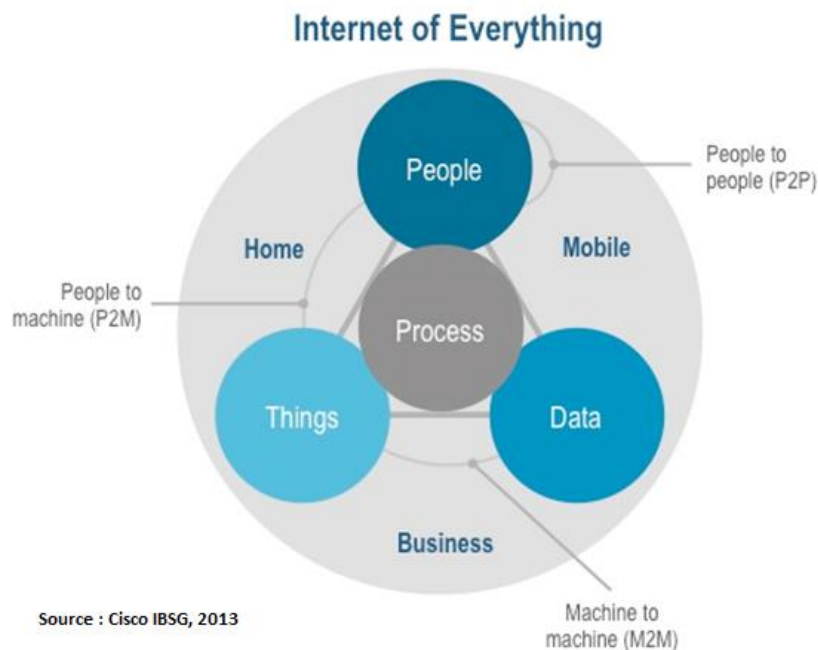 Internet of Everything
People
People to
people (P2P)
Home
Mobile
People to
machine (P2M)
Process
Things
Data
Business
Source : Cisco IBSG, 2013
Machine to
machine (M2M)